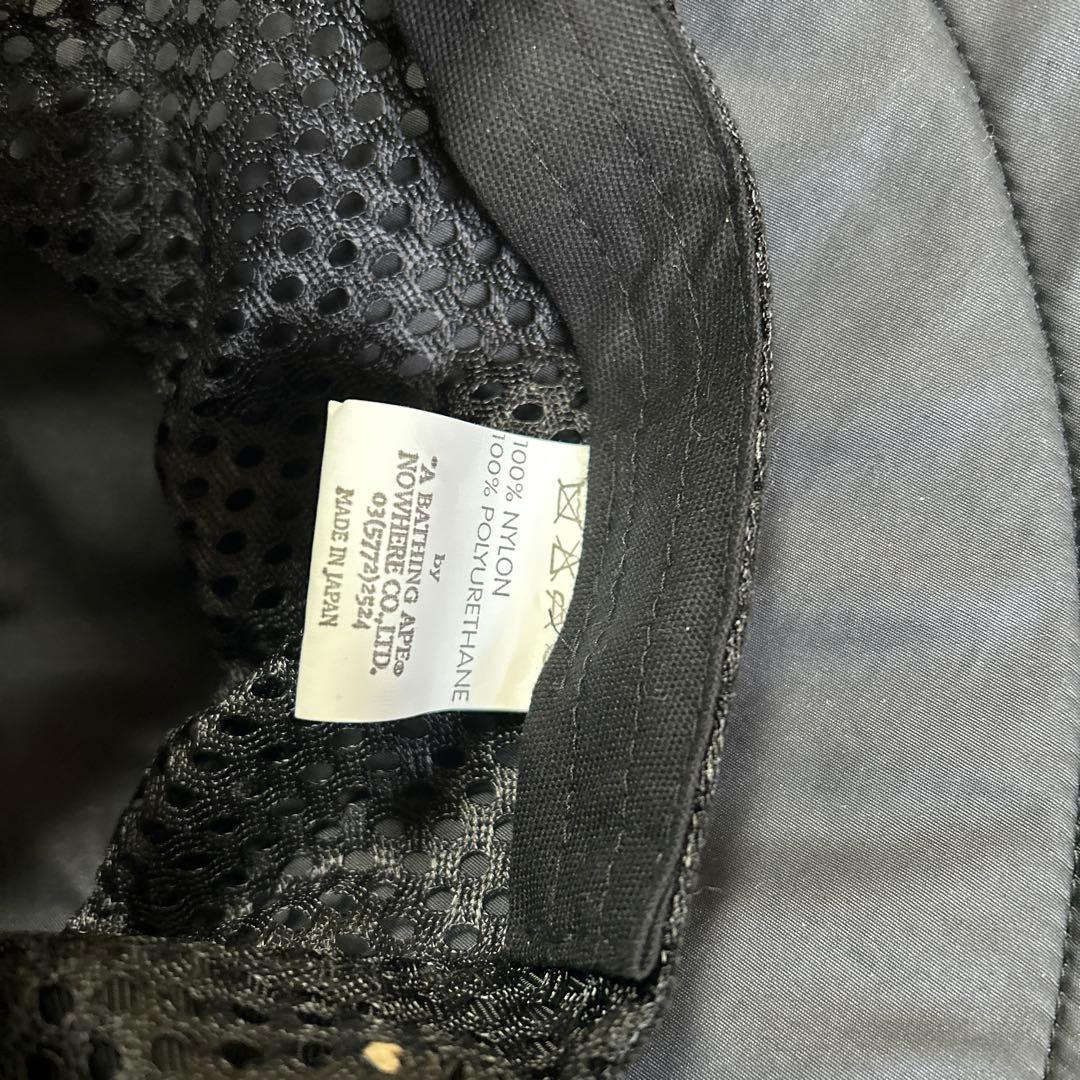 100% NYLON
100% POLYURETHANE
by
"A BATHING APE®
NOWHERE CO.,LTD.
03(5772)2524
MADE IN JAPAN